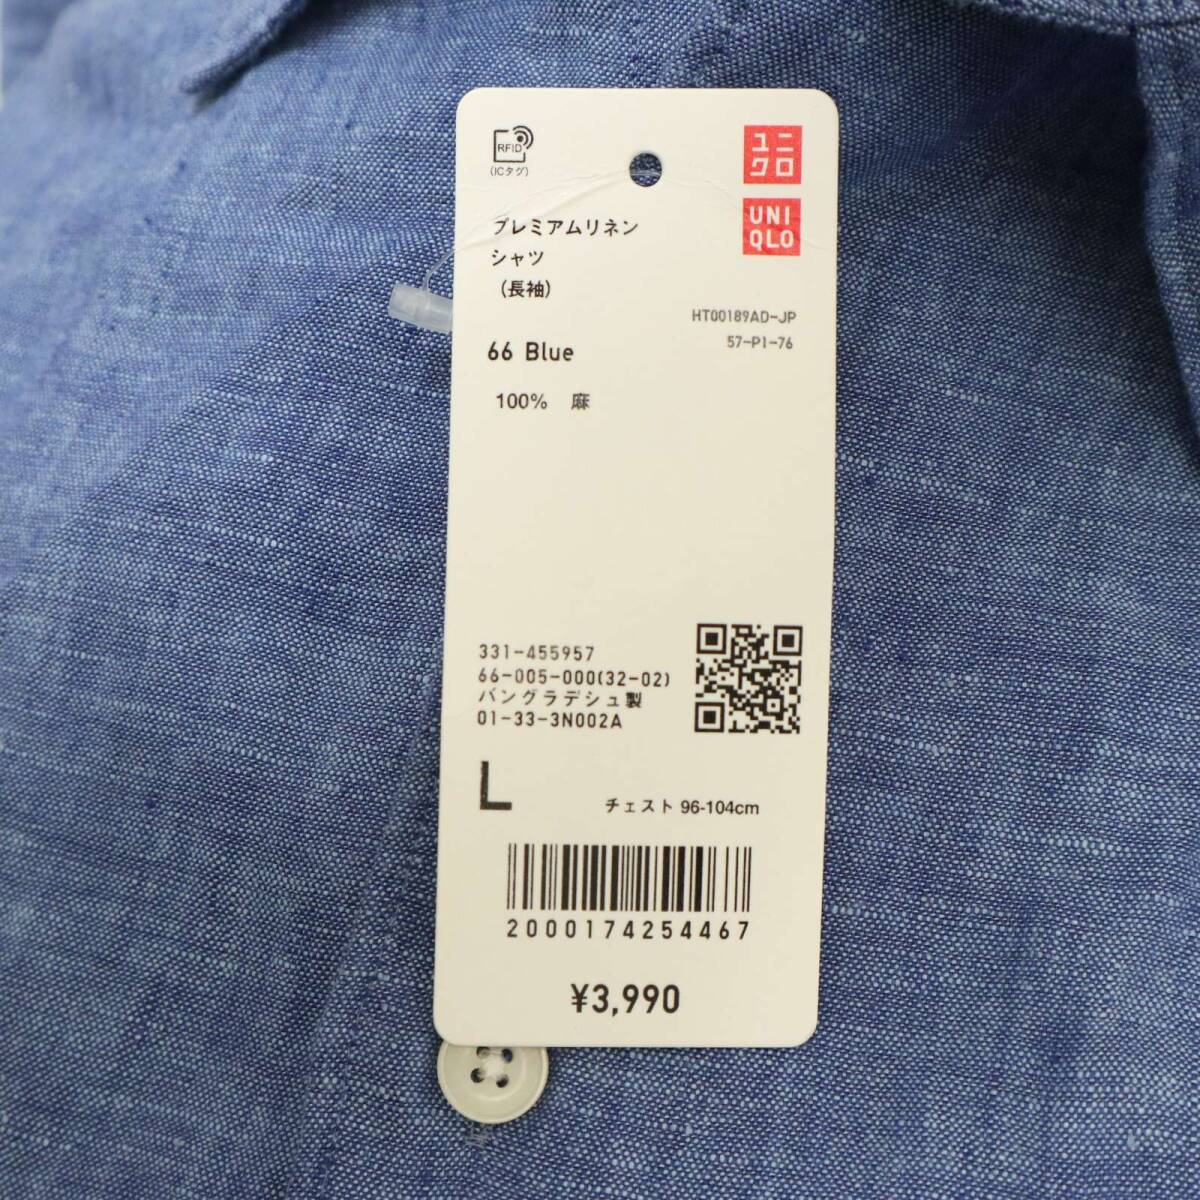 RFID
(ICタグ)
ユニ
クロ
UNI
QLO
プレミアムリネン
シャツ
(長袖)
HT00189AD-JP
57-P1-76
66 Blue
100% 麻
331-455957
66-005-000(32-02)
バングラデシュ製
01-33-3N002A
L
チェスト 96-104cm
2000174254467
¥3,990